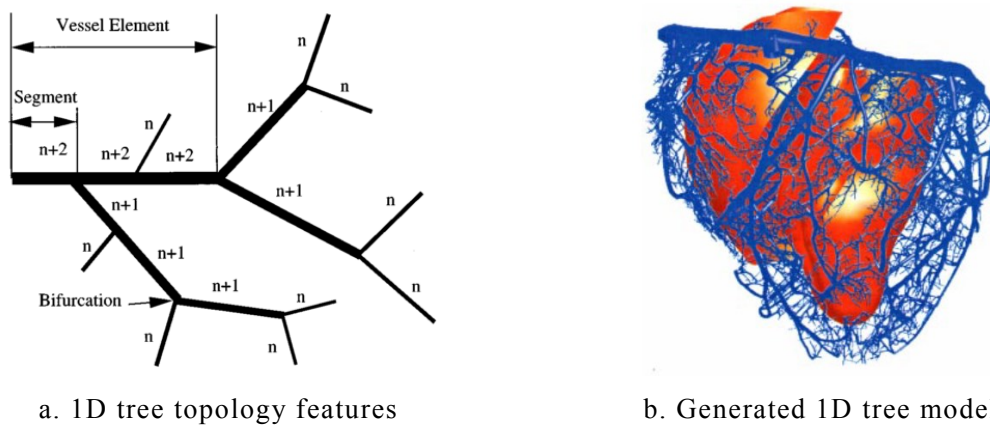 Vessel Element
n
n+1
n
Segment
n
n+2
n+2
n+2
n+1
n+1
n
n
n
n+1
n+1
n
Bifurcation
n
n
a. 1D tree topology features
b. Generated 1D tree mode